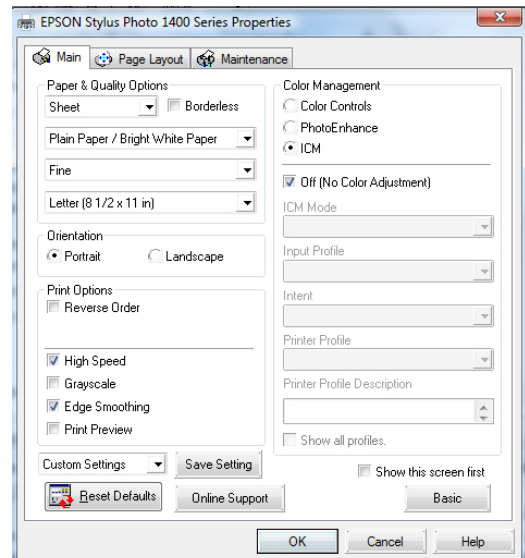 EPSON Stylus Photo 1400 Series Properties
Main
Page Layout
Maintenance
Paper & Quality Options
Sheet
Borderless
Plain Paper / Bright White Paper
Fine
Letter (8 1/2 x 11 in)
Orientation
Portrait
Landscape
Print Options
Reverse Order
High Speed
Grayscale
Edge Smoothing
Print Preview
Color Management
Color Controls
PhotoEnhance
ICM
Off (No Color Adjustment)
ICM Mode
Input Profile
Intent
Printer Profile
Printer Profile Description
Show all profiles.
Custom Settings
Save Setting
Show this screen first
Reset Defaults
Online Support
Basic
OK
Cancel
Help